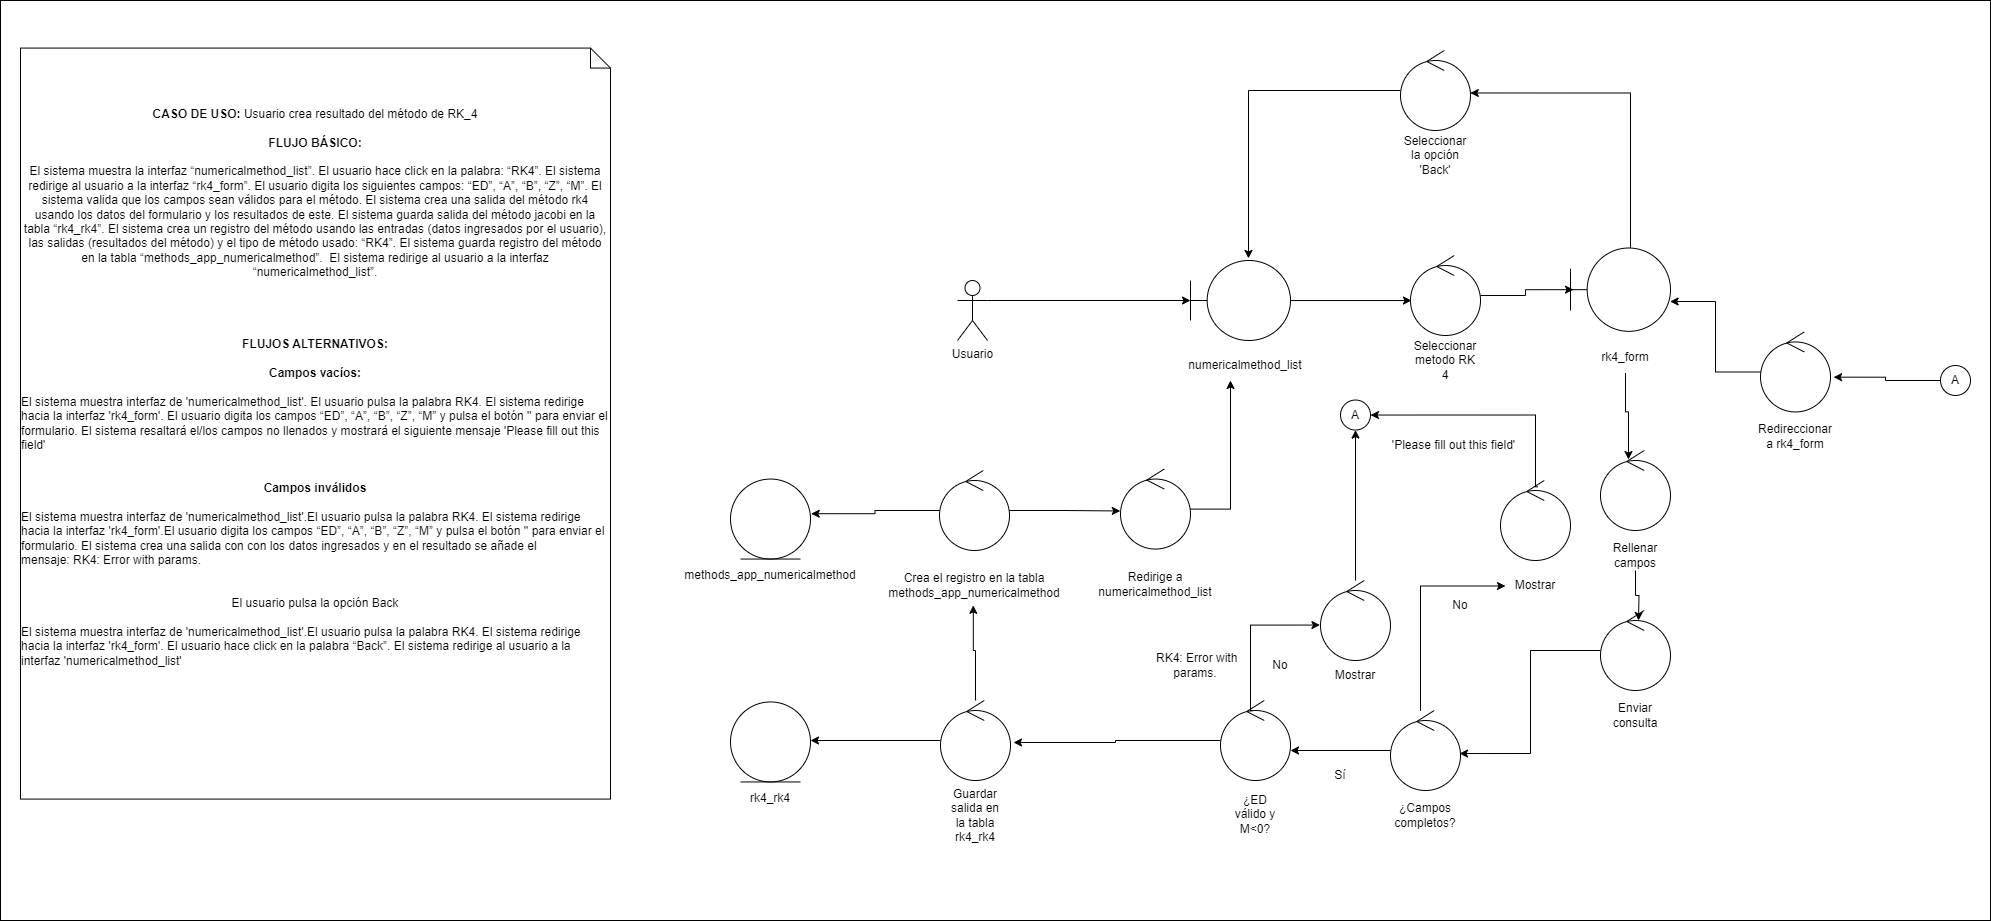 CASO DE USO: Usuario crea resultado del método de RK_4
FLUJO BÁSICO:
El sistema muestra la interfaz “numericalmethod_list”. El usuario hace click en la palabra: “RK4”. El sistema
redirige al usuario a la interfaz “rk4_form”. El usuario digita los siguientes campos: “ED”, “A”, “B”, “Z”, “M”. El
sistema valida que los campos sean válidos para el método. El sistema crea una salida del método rk4
usando los datos del formulario y los resultados de este. El sistema guarda salida del método jacobi en la
tabla “rk4_rk4”. El sistema crea un registro del método usando las entradas (datos ingresados por el usuario),
las salidas (resultados del método) y el tipo de método usado: “RK4”. El sistema guarda registro del método
en la tabla “methods_app_numericalmethod”.  El sistema redirige al usuario a la interfaz
“numericalmethod_list”.
FLUJOS ALTERNATIVOS:
Campos vacíos:
El sistema muestra interfaz de 'numericalmethod_list'. El usuario pulsa la palabra RK4. El sistema redirige
hacia la interfaz 'rk4_form'. El usuario digita los campos “ED”, “A”, “B”, “Z”, “M” y pulsa el botón '' para enviar el
formulario. El sistema resaltará el/los campos no llenados y mostrará el siguiente mensaje 'Please fill out this
field'
Campos inválidos
El sistema muestra interfaz de 'numericalmethod_list'.El usuario pulsa la palabra RK4. El sistema redirige
hacia la interfaz 'rk4_form'.El usuario digita los campos “ED”, “A”, “B”, “Z”, “M” y pulsa el botón '' para enviar el
formulario. El sistema crea una salida con con los datos ingresados y en el resultado se añade el
mensaje: RK4: Error with params.
El usuario pulsa la opción Back
El sistema muestra interfaz de 'numericalmethod_list'.El usuario pulsa la palabra RK4. El sistema redirige
hacia la interfaz 'rk4_form'. El usuario hace click en la palabra “Back”. El sistema redirige al usuario a la
interfaz 'numericalmethod_list'
Seleccionar
la opción
'Back'
Usuario
numericalmethod_list
Seleccionar
metodo RK
4
rk4_form
A
Redireccionar
a rk4_form
A
'Please fill out this field'
Rellenar
campos
Mostrar
No
methods_app_numericalmethod
Crea el registro en la tabla
methods_app_numericalmethod
Redirige a
numericalmethod_list
RK4: Error with
params.
No
Mostrar
Enviar
consulta
Sí
¿Campos
completos?
¿ED
válido y
M<0?
Guardar
salida en
la tabla
rk4_rk4
rk4_rk4